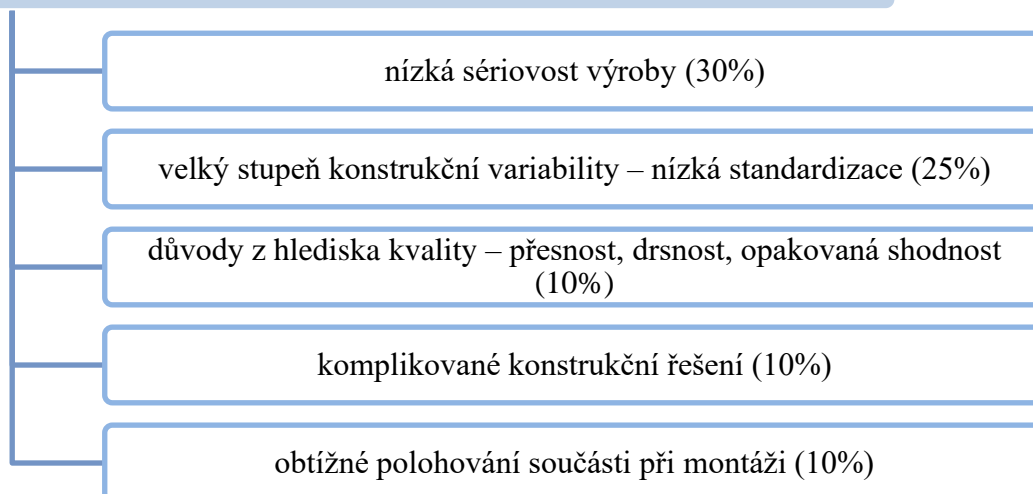 nízká sériovost výroby (30%)
velký stupeň konstrukční variability – nízká standardizace (25%)
důvody z hlediska kvality – přesnost, drsnost, opakovaná shodnost
(10%)
komplikované konstrukční řešení (10%)
obtížné polohování součásti při montáži (10%)